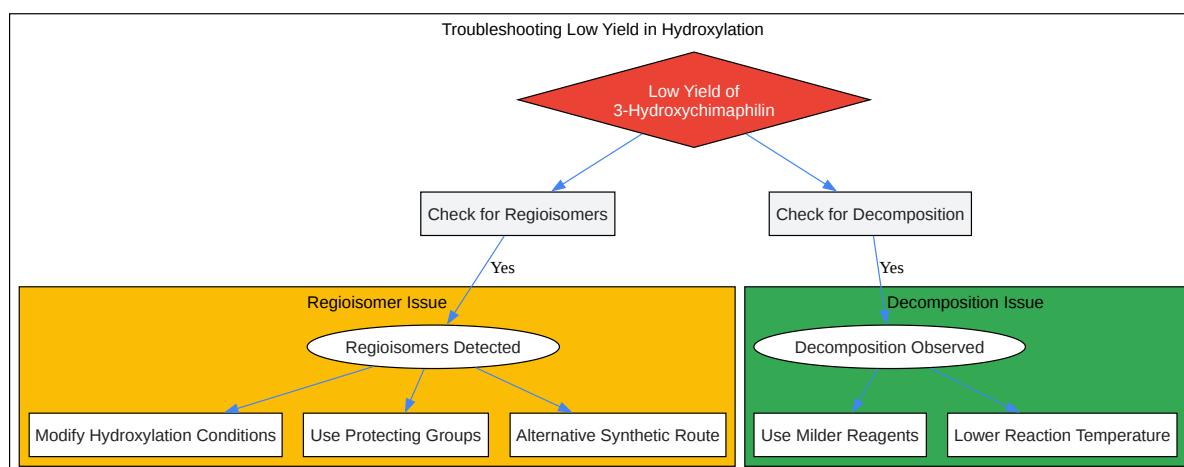 Troubleshooting Low Yield in Hydroxylation
Low Yield of
3-Hydroxychimaphilin
Check for Regioisomers
Check for Decomposition
Yes
Yes
Regioisomer Issue
Decomposition Issue
Regioisomers Detected
Decomposition Observed
Modify Hydroxylation Conditions
Use Protecting Groups
Alternative Synthetic Route
Use Milder Reagents
Lower Reaction Temperature